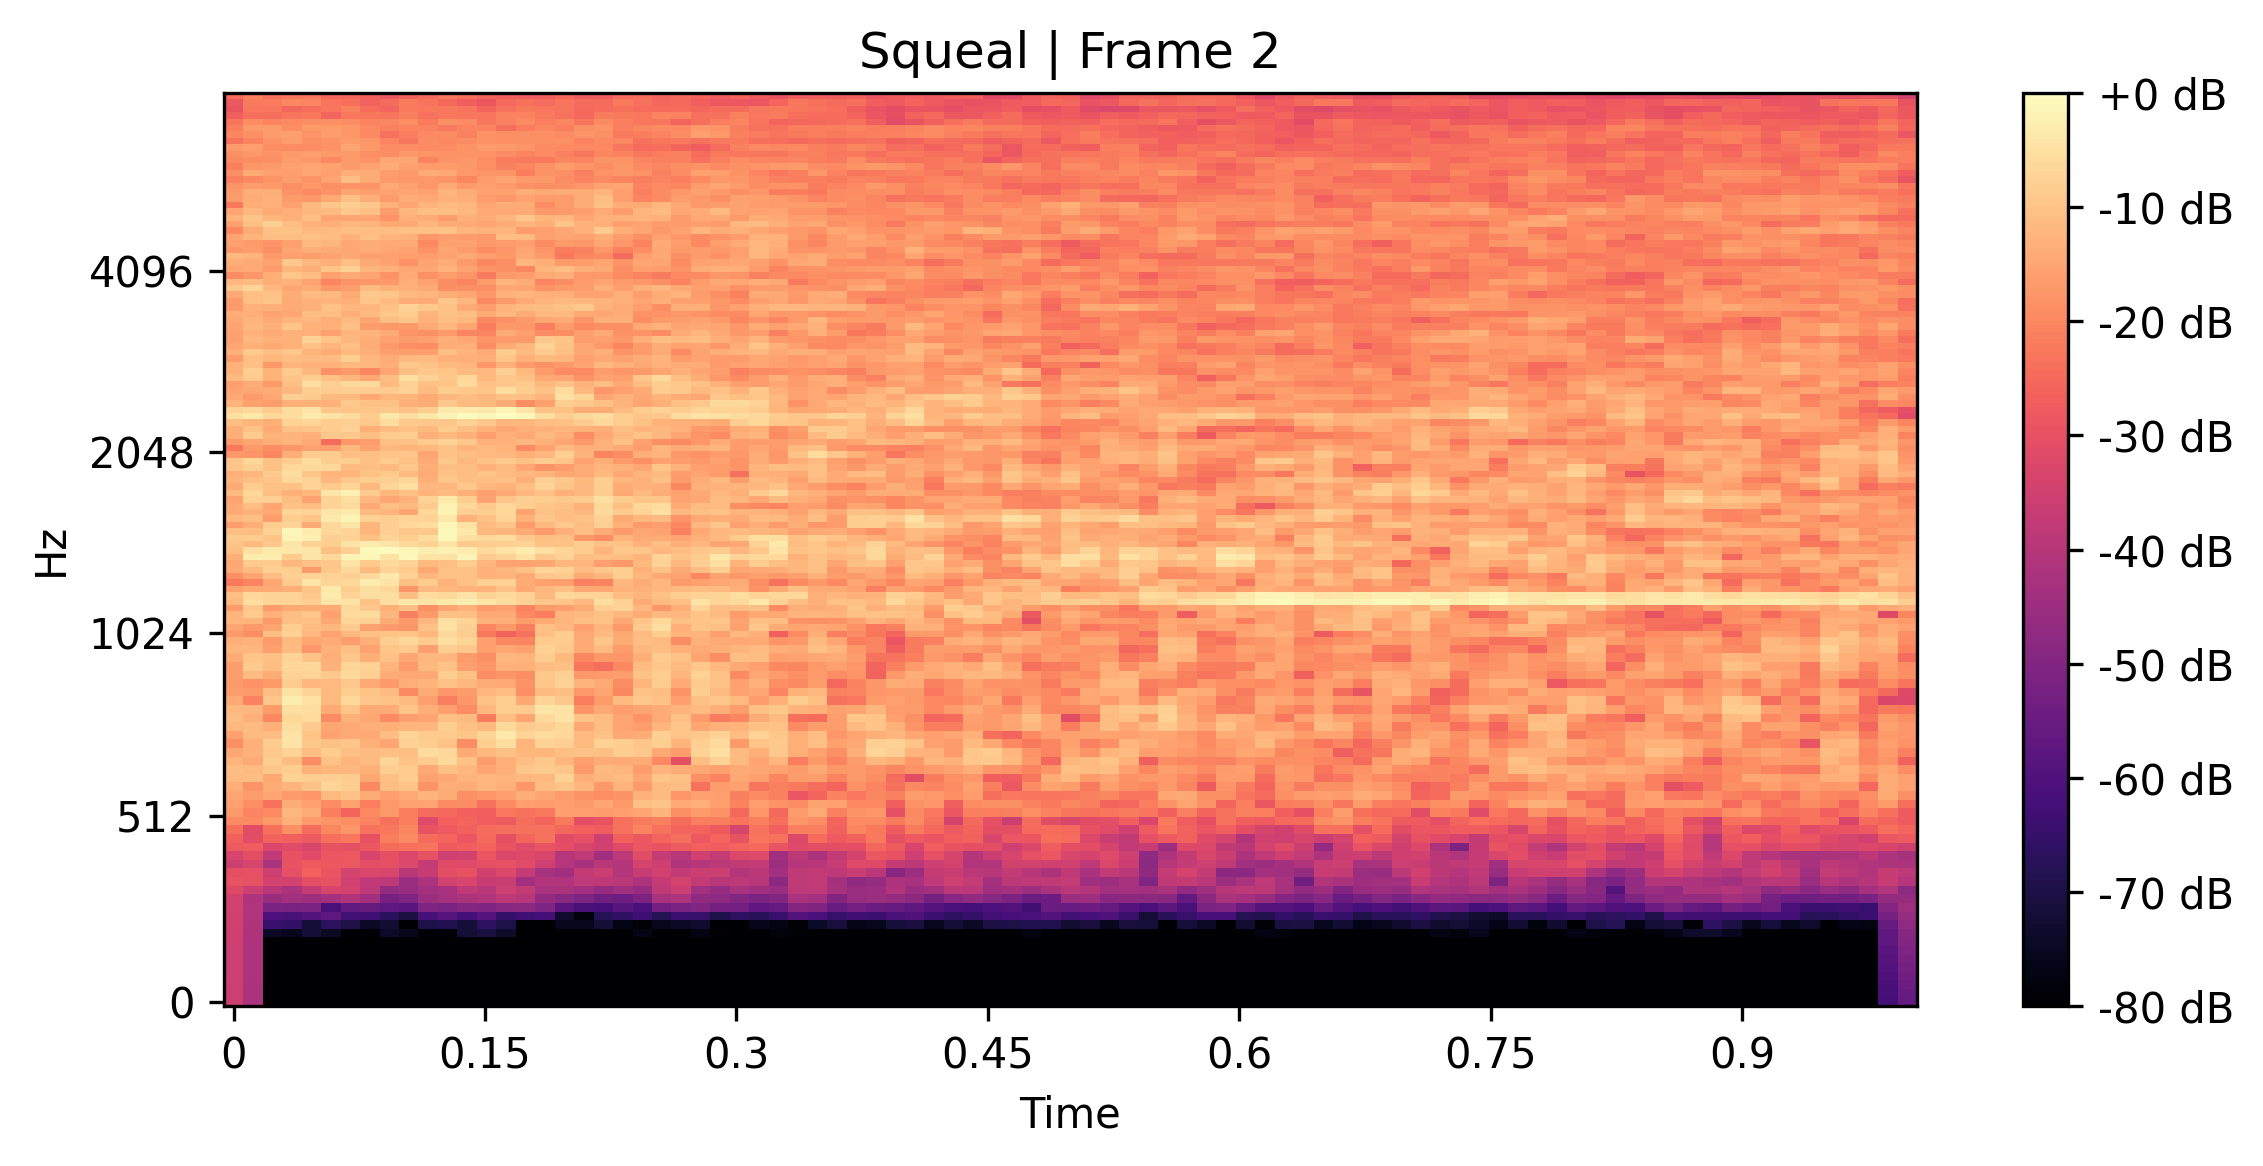 Squeal | Frame 2
Hz
4096
2048
1024
512
0
0 0.15 0.3 0.45 0.6 0.75 0.9
Time
+0 dB
-10 dB
-20 dB
-30 dB
-40 dB
-50 dB
-60 dB
-70 dB
-80 dB